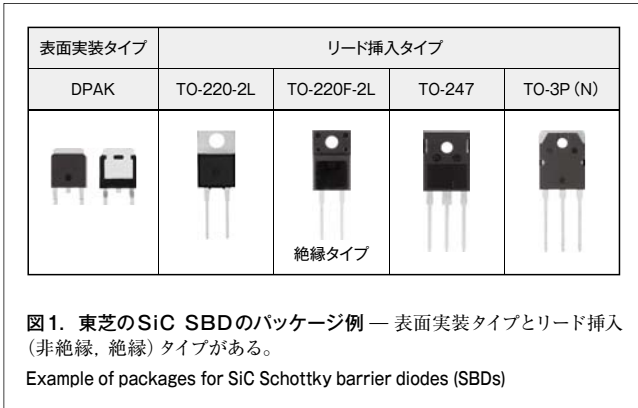 表面実装タイプ リード挿入タイプ
DPAK TO-220-2L TO-220F-2L TO-247 TO-3P（N）
絶縁タイプ
図1. 東芝のSiC SBDのパッケージ例 — 表面実装タイプとリード挿入
（非絶縁，絶縁）タイプがある。
Example of packages for SiC Schottky barrier diodes (SBDs)